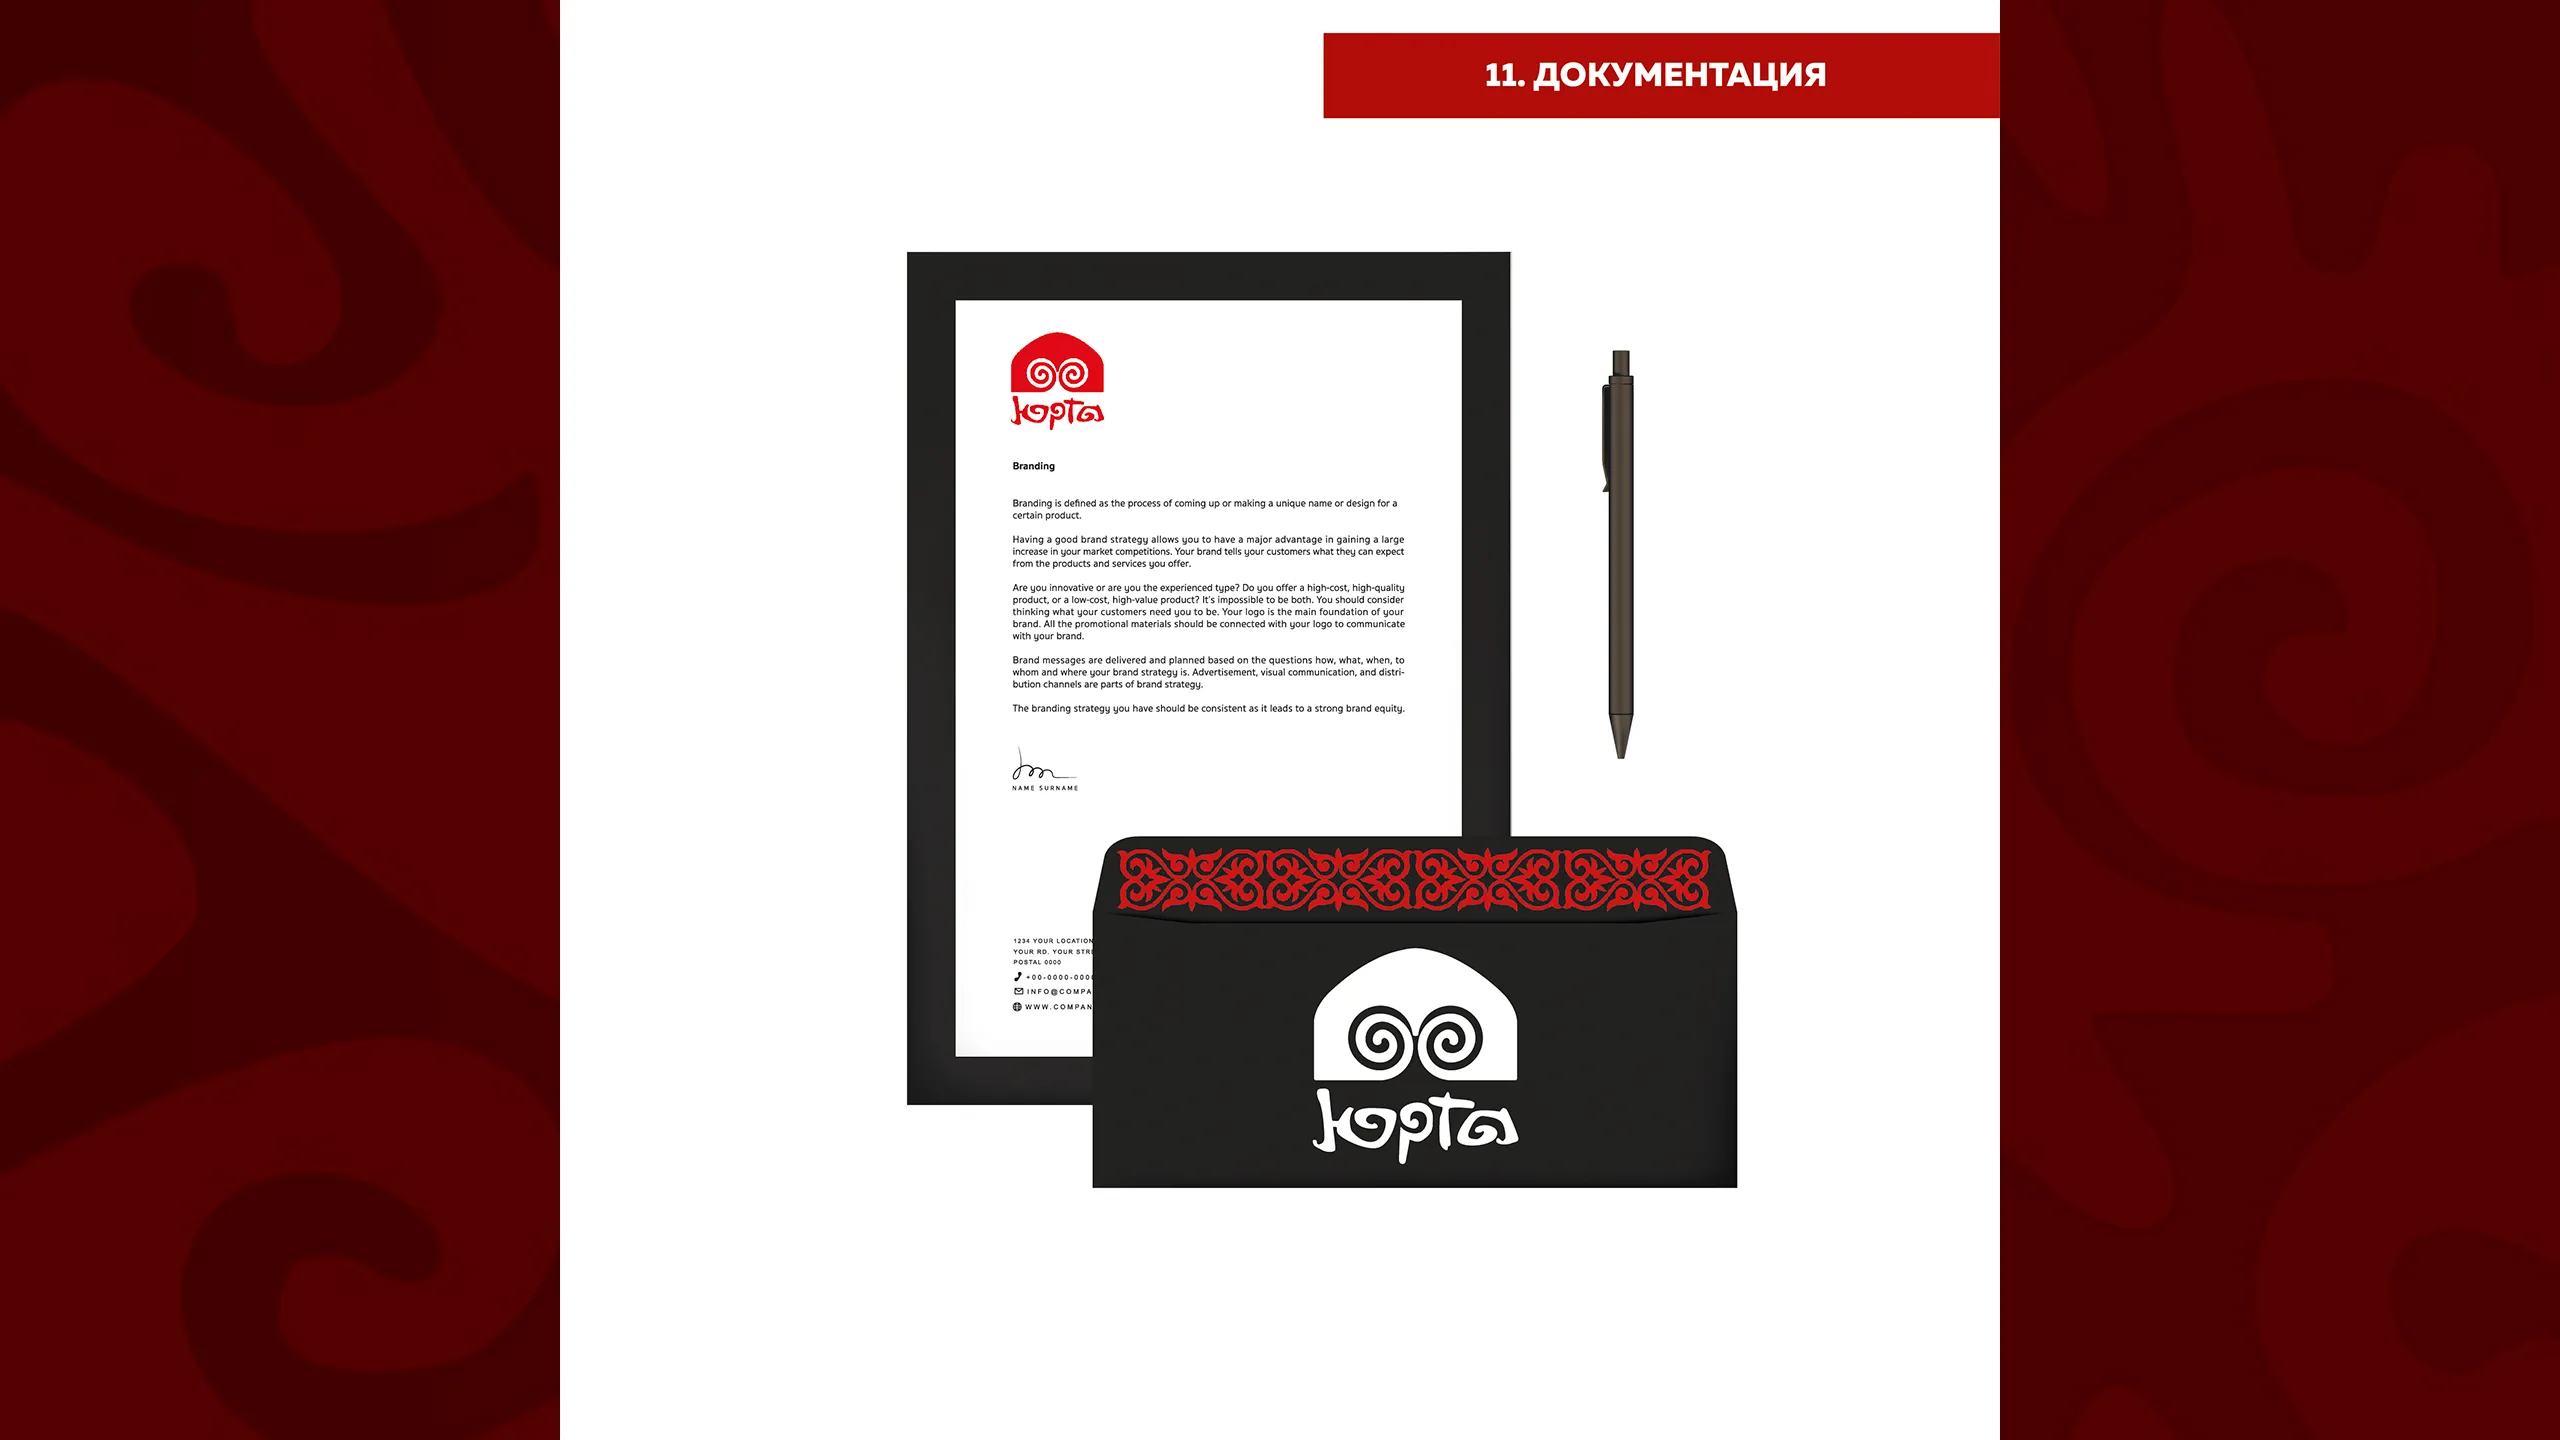 11. ДОКУМЕНТАЦИЯ
юрта
Branding
Branding is defined as the process of coming up or making a unique name or design for a
certain product.
Having a good brand strategy allows you to have a major advantage in gaining a large
increase in your market competitions. Your brand tells your customers what they can expect
from the products and services you offer.
Are you innovative or are you the experienced type? Do you offer a high-cost, high-quality
product, or a low-cost, high-value product? It's impossible to be both. You should consider
thinking what your customers need you to be. Your logo is the main foundation of your
brand. All the promotional materials should be connected with your logo to communicate
with your brand.
Brand messages are delivered and planned based on the questions how, what, when, to
whom and where your brand strategy is. Advertisement, visual communication, and distri-
bution channels are parts of brand strategy.
The branding strategy you have should be consistent as it leads to a strong brand equity.
NAME SURNAME
1234 YOUR LOCATION
YOUR RD. YOUR STR
POSTAL 0000
+00-0000-000
INFO@COMPA
WWW.COMPAN
юрта